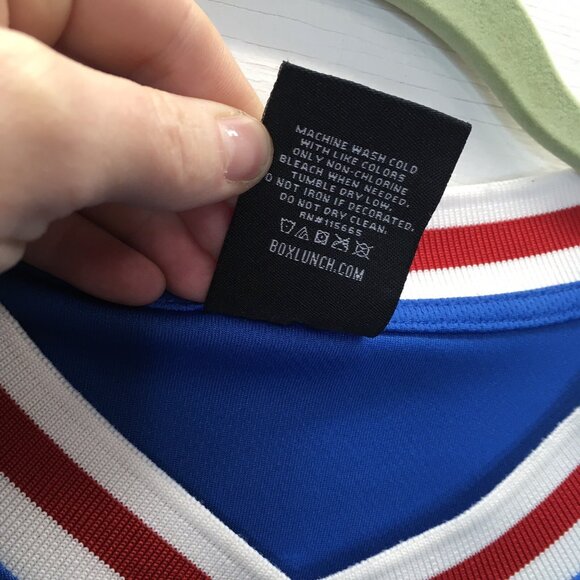 MACHINE WASH COLD
WITH LIKE COLORS
ONLY NON-CHLORINE
BLEACH WHEN NEEDED.
TUMBLE DRY LOW.
O NOT IRON IF DECORATED.
DO NOT DRY CLEAN.
RN#115665
BOXLUNCH.COM